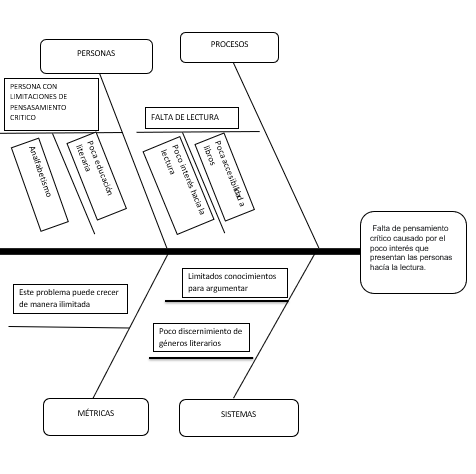 PERSONAS
PROCESOS
PERSONA CON
LIMITACIONES DE
PENSASAMIENTO
CRITICO
FALTA DE LECTURA
Analfabetismo
Poca educación
literaria
Poco interés hacia la
lectura
Poca accesibilidad a
libros
Falta de pensamiento
crítico causado por el
poco interés que
presentan las personas
hacía la lectura.
Este problema puede crecer
de manera ilimitada
Limitados conocimientos
para argumentar
Poco discernimiento de
géneros literarios
MÉTRICAS
SISTEMAS